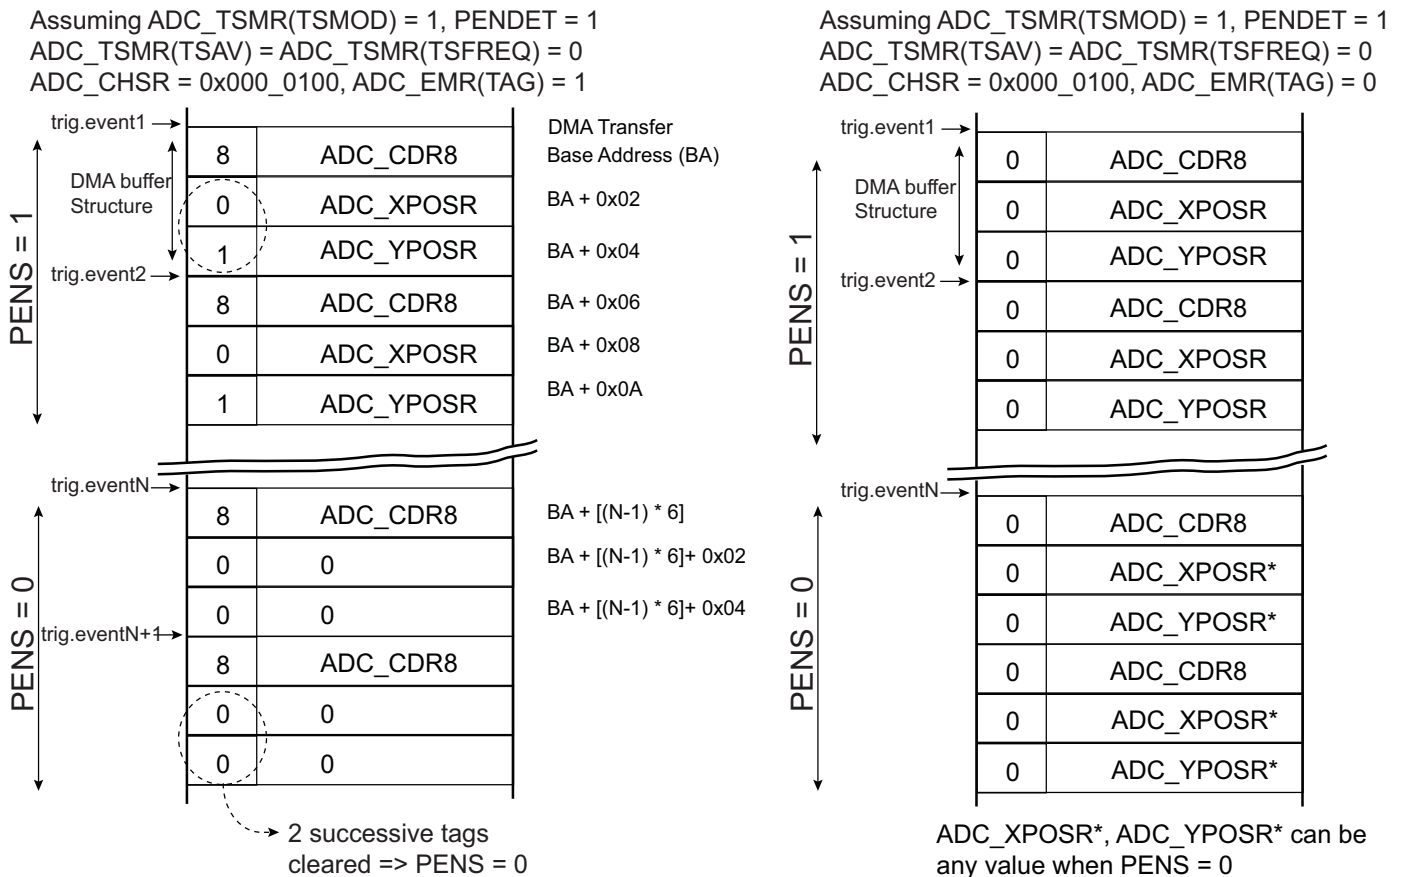 Assuming ADC_TSMR(TSMOD) = 1, PENDET = 1
ADC_TSMR(TSAV) = ADC_TSMR(TSFREQ) = 0
ADC_CHSR = 0x000_0100, ADC_EMR(TAG) = 1
trig.event1
DMA Transfer
8 ADC_CDR8 Base Address (BA)
DMA buffer
Structure
0 ADC_XPOSR BA + 0x02
1 ADC_YPOSR BA + 0x04
trig.event2
8 ADC_CDR8 BA + 0x06
0 ADC_XPOSR BA + 0x08
1 ADC_YPOSR BA + 0x0A
PENS = 1
trig.eventN
8 ADC_CDR8 BA + [(N-1) * 6]
0 0 BA + [(N-1) * 6]+ 0x02
0 0 BA + [(N-1) * 6]+ 0x04
trig.eventN+1
8 ADC_CDR8
0 0
0 0
PENS = 0
2 successive tags
cleared => PENS = 0
Assuming ADC_TSMR(TSMOD) = 1, PENDET = 1
ADC_TSMR(TSAV) = ADC_TSMR(TSFREQ) = 0
ADC_CHSR = 0x000_0100, ADC_EMR(TAG) = 0
trig.event1
0 ADC_CDR8
DMA buffer
Structure
0 ADC_XPOSR
0 ADC_YPOSR
trig.event2
0 ADC_CDR8
0 ADC_XPOSR
0 ADC_YPOSR
PENS = 1
trig.eventN
0 ADC_CDR8
0 ADC_XPOSR*
0 ADC_YPOSR*
0 ADC_CDR8
0 ADC_XPOSR*
0 ADC_YPOSR*
PENS = 0
ADC_XPOSR*, ADC_YPOSR* can be
any value when PENS = 0